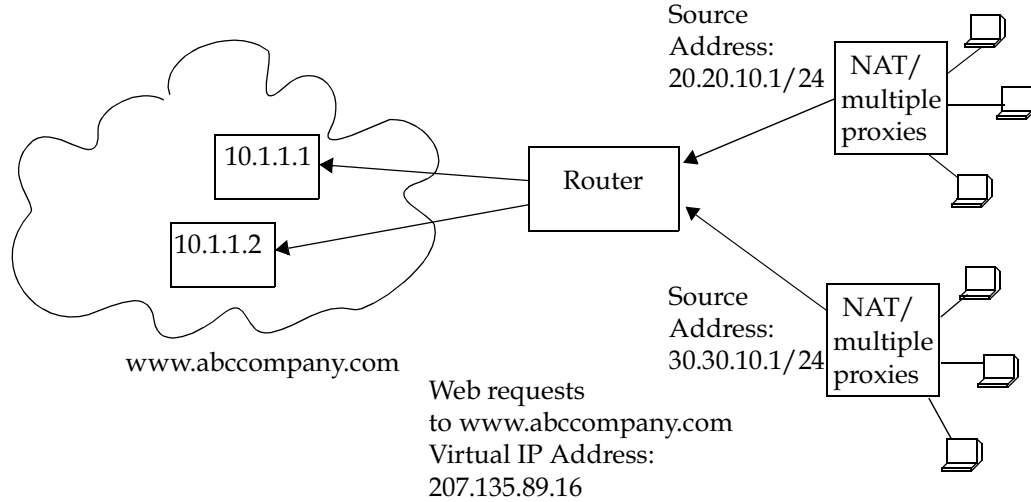 Source
Address:
20.20.10.1/24
NAT/
multiple
proxies
10.1.1.1
Router
10.1.1.2
www.abccompany.com
Source
Address:
30.30.10.1/24
NAT/
multiple
proxies
Web requests
to www.abccompany.com
Virtual IP Address:
207.135.89.16